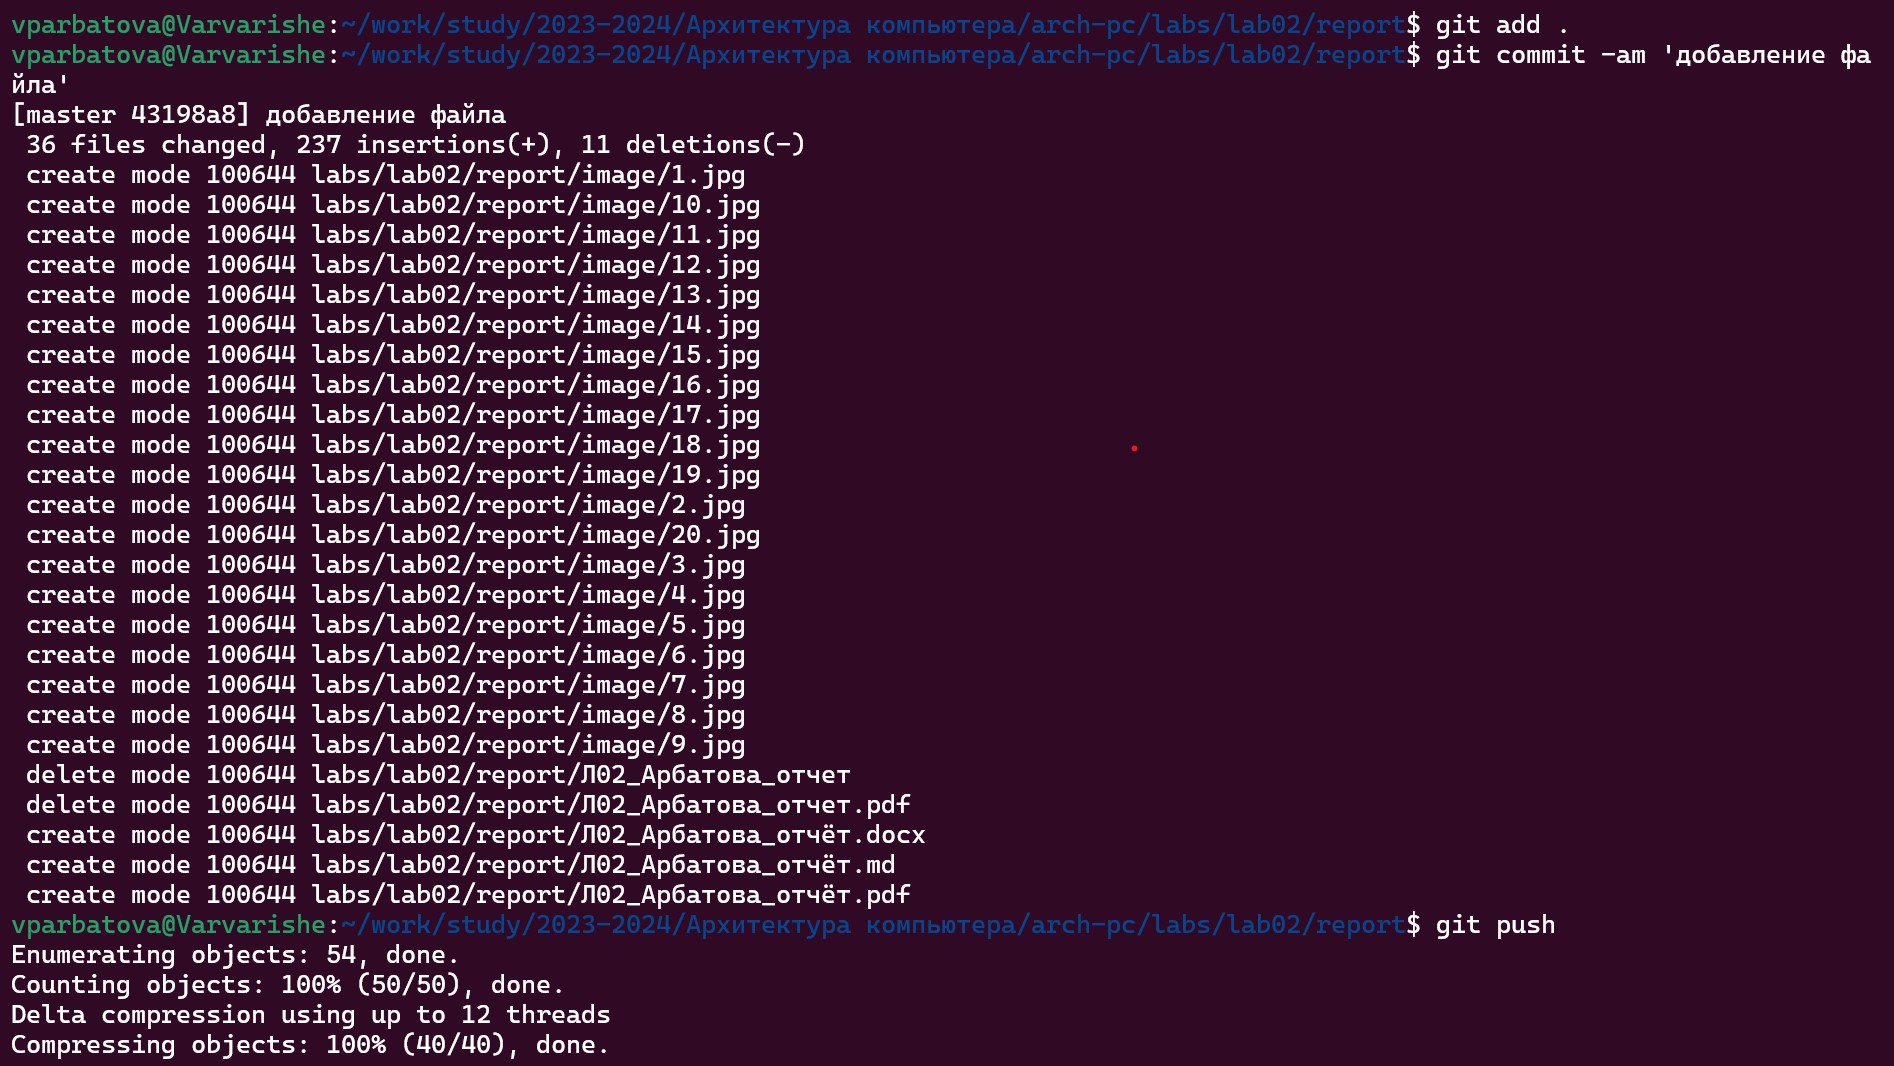 vparbatova@Varvarishe:~/work/study/2023-2024/Архитектура компьютера/arch-pc/labs/lab02/report$ git add .
vparbatova@Varvarishe:~/work/study/2023-2024/Архитектура компьютера/arch-pc/labs/lab02/report$ git commit -am 'добавление фа
йла'
[master 43198a8] добавление файла
 36 files changed, 237 insertions(+), 11 deletions(-)
 create mode 100644 labs/lab02/report/image/1.jpg
 create mode 100644 labs/lab02/report/image/10.jpg
 create mode 100644 labs/lab02/report/image/11.jpg
 create mode 100644 labs/lab02/report/image/12.jpg
 create mode 100644 labs/lab02/report/image/13.jpg
 create mode 100644 labs/lab02/report/image/14.jpg
 create mode 100644 labs/lab02/report/image/15.jpg
 create mode 100644 labs/lab02/report/image/16.jpg
 create mode 100644 labs/lab02/report/image/17.jpg
 create mode 100644 labs/lab02/report/image/18.jpg
 create mode 100644 labs/lab02/report/image/19.jpg
 create mode 100644 labs/lab02/report/image/2.jpg
 create mode 100644 labs/lab02/report/image/20.jpg
 create mode 100644 labs/lab02/report/image/3.jpg
 create mode 100644 labs/lab02/report/image/4.jpg
 create mode 100644 labs/lab02/report/image/5.jpg
 create mode 100644 labs/lab02/report/image/6.jpg
 create mode 100644 labs/lab02/report/image/7.jpg
 create mode 100644 labs/lab02/report/image/8.jpg
 create mode 100644 labs/lab02/report/image/9.jpg
 delete mode 100644 labs/lab02/report/Л02_Арбатова_отчет
 delete mode 100644 labs/lab02/report/Л02_Арбатова_отчет.pdf
 create mode 100644 labs/lab02/report/Л02_Арбатова_отчёт.docx
 create mode 100644 labs/lab02/report/Л02_Арбатова_отчёт.md
 create mode 100644 labs/lab02/report/Л02_Арбатова_отчёт.pdf
vparbatova@Varvarishe:~/work/study/2023-2024/Архитектура компьютера/arch-pc/labs/lab02/report$ git push
Enumerating objects: 54, done.
Counting objects: 100% (50/50), done.
Delta compression using up to 12 threads
Compressing objects: 100% (40/40), done.